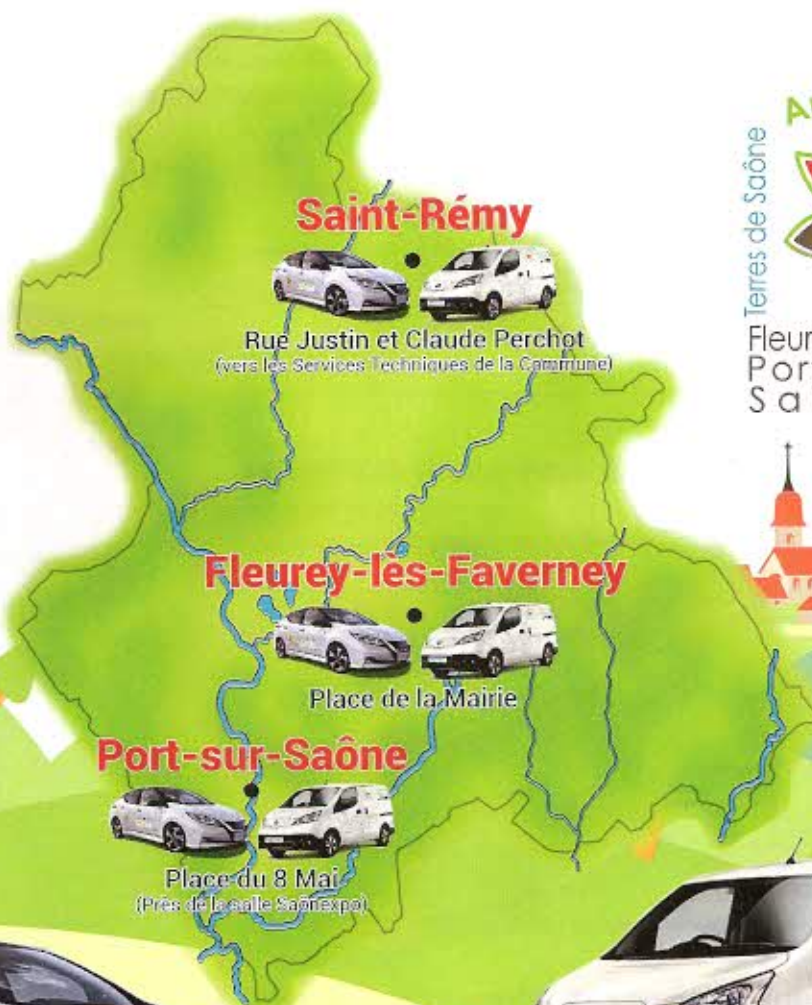 Saint-Rémy
Rue Justin et Claude Perchot
(vers les Services Techniques de la Commune)
Terres de Saône
Fleur
Por
Sa
Fleurey-lès-Faverney
Place de la Mairie
Port-sur-Saône
Place du 8 Mai
(Près de la salle Saônexpo)